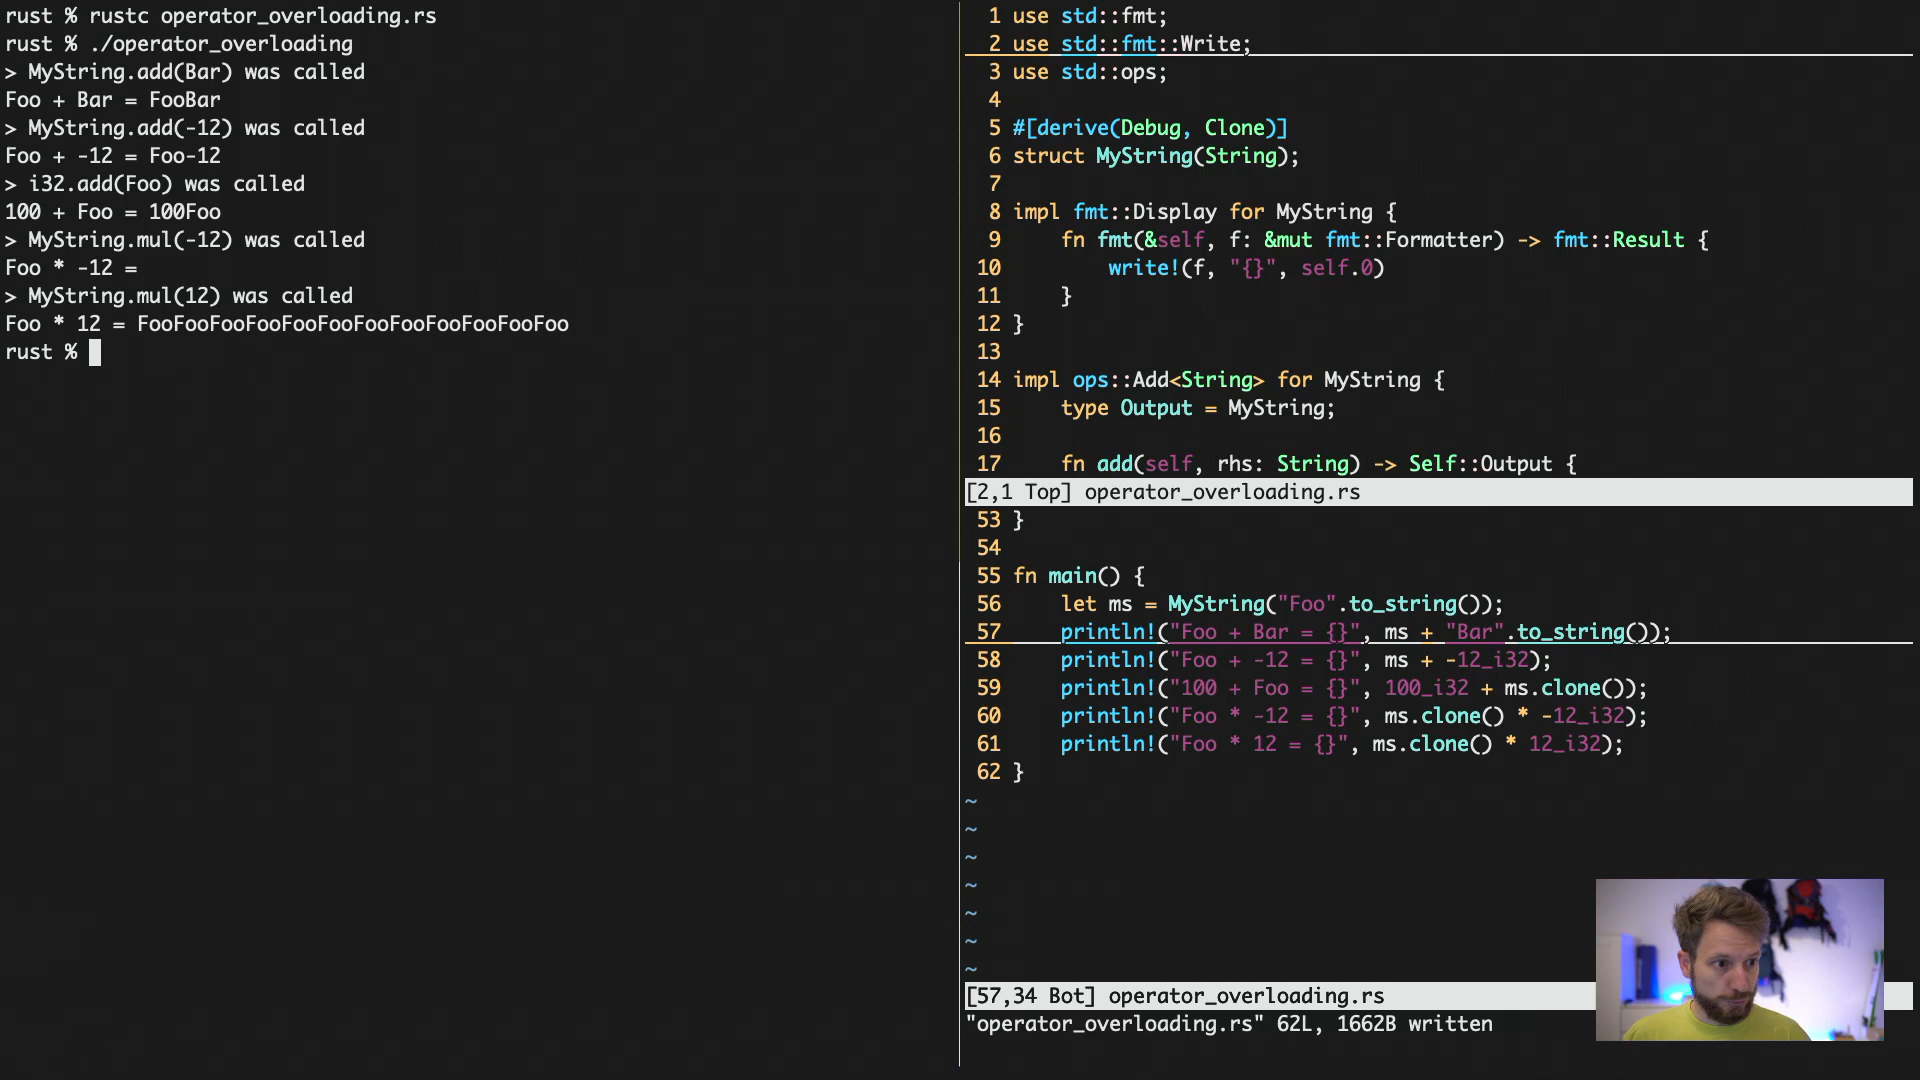 rust % rustc operator_overloading.rs
rust % ./operator_overloading
> MyString.add(Bar) was called
Foo + Bar = FooBar
> MyString.add(-12) was called
Foo + -12 = Foo-12
> i32.add(Foo) was called
100 + Foo = 100Foo
> MyString.mul(-12) was called
Foo * -12 =
> MyString.mul(12) was called
Foo * 12 = FooFooFooFooFooFooFooFooFooFooFooFoo
rust %
1 use std::fmt;
2 use std::fmt::Write;
3 use std::ops;
4
5 #[derive(Debug, Clone)]
6 struct MyString(String);
7
8 impl fmt::Display for MyString {
9     fn fmt(&self, f: &mut fmt::Formatter) -> fmt::Result {
10         write!(f, "{}", self.0)
11     }
12 }
13
14 impl ops::Add<String> for MyString {
15     type Output = MyString;
16
17     fn add(self, rhs: String) -> Self::Output {
[2,1 Top] operator_overloading.rs
53 }
54
55 fn main() {
56     let ms = MyString("Foo".to_string());
57     println!("Foo + Bar = {}", ms + "Bar".to_string());
58     println!("Foo + -12 = {}", ms + -12_i32);
59     println!("100 + Foo = {}", 100_i32 + ms.clone());
60     println!("Foo * -12 = {}", ms.clone() * -12_i32);
61     println!("Foo * 12 = {}", ms.clone() * 12_i32);
62 }
~
~
~
~
~
~
~
[57,34 Bot] operator_overloading.rs
"operator_overloading.rs" 62L, 1662B written